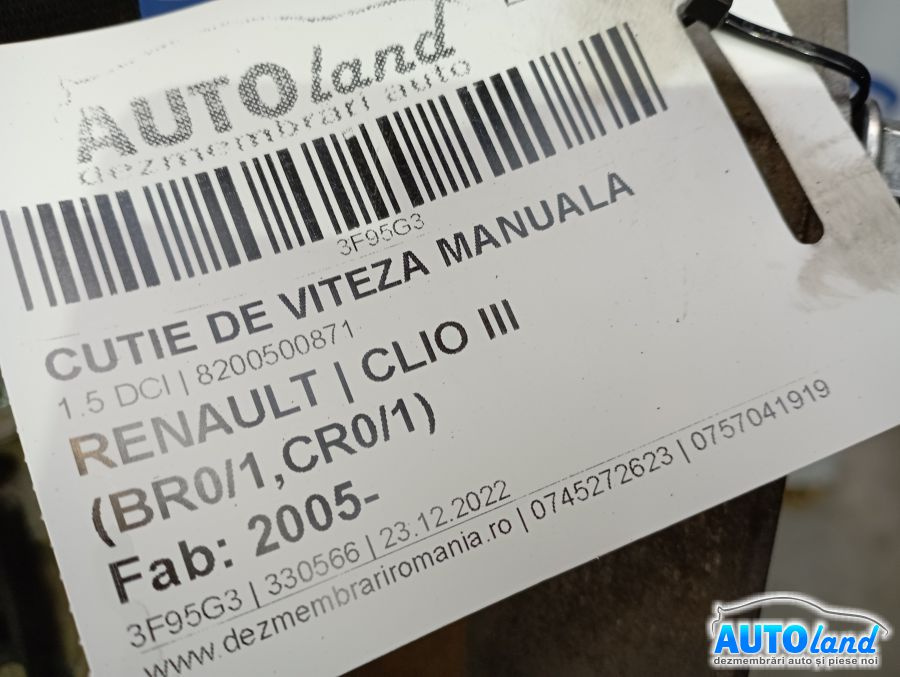 AUTOland
dezmembrări auto
3F95G3
CUTIE DE VITEZA MANUALA
1.5 DCI | 8200500871
RENAULT | CLIO III
(BR0/1,CR0/1)
Fab: 2005-
3F95G3 | 330566 | 23.12.2022
www.dezmembrariromania.ro | 0745272623 | 0757041919
AUTOland
dezmembrări auto și piese noi